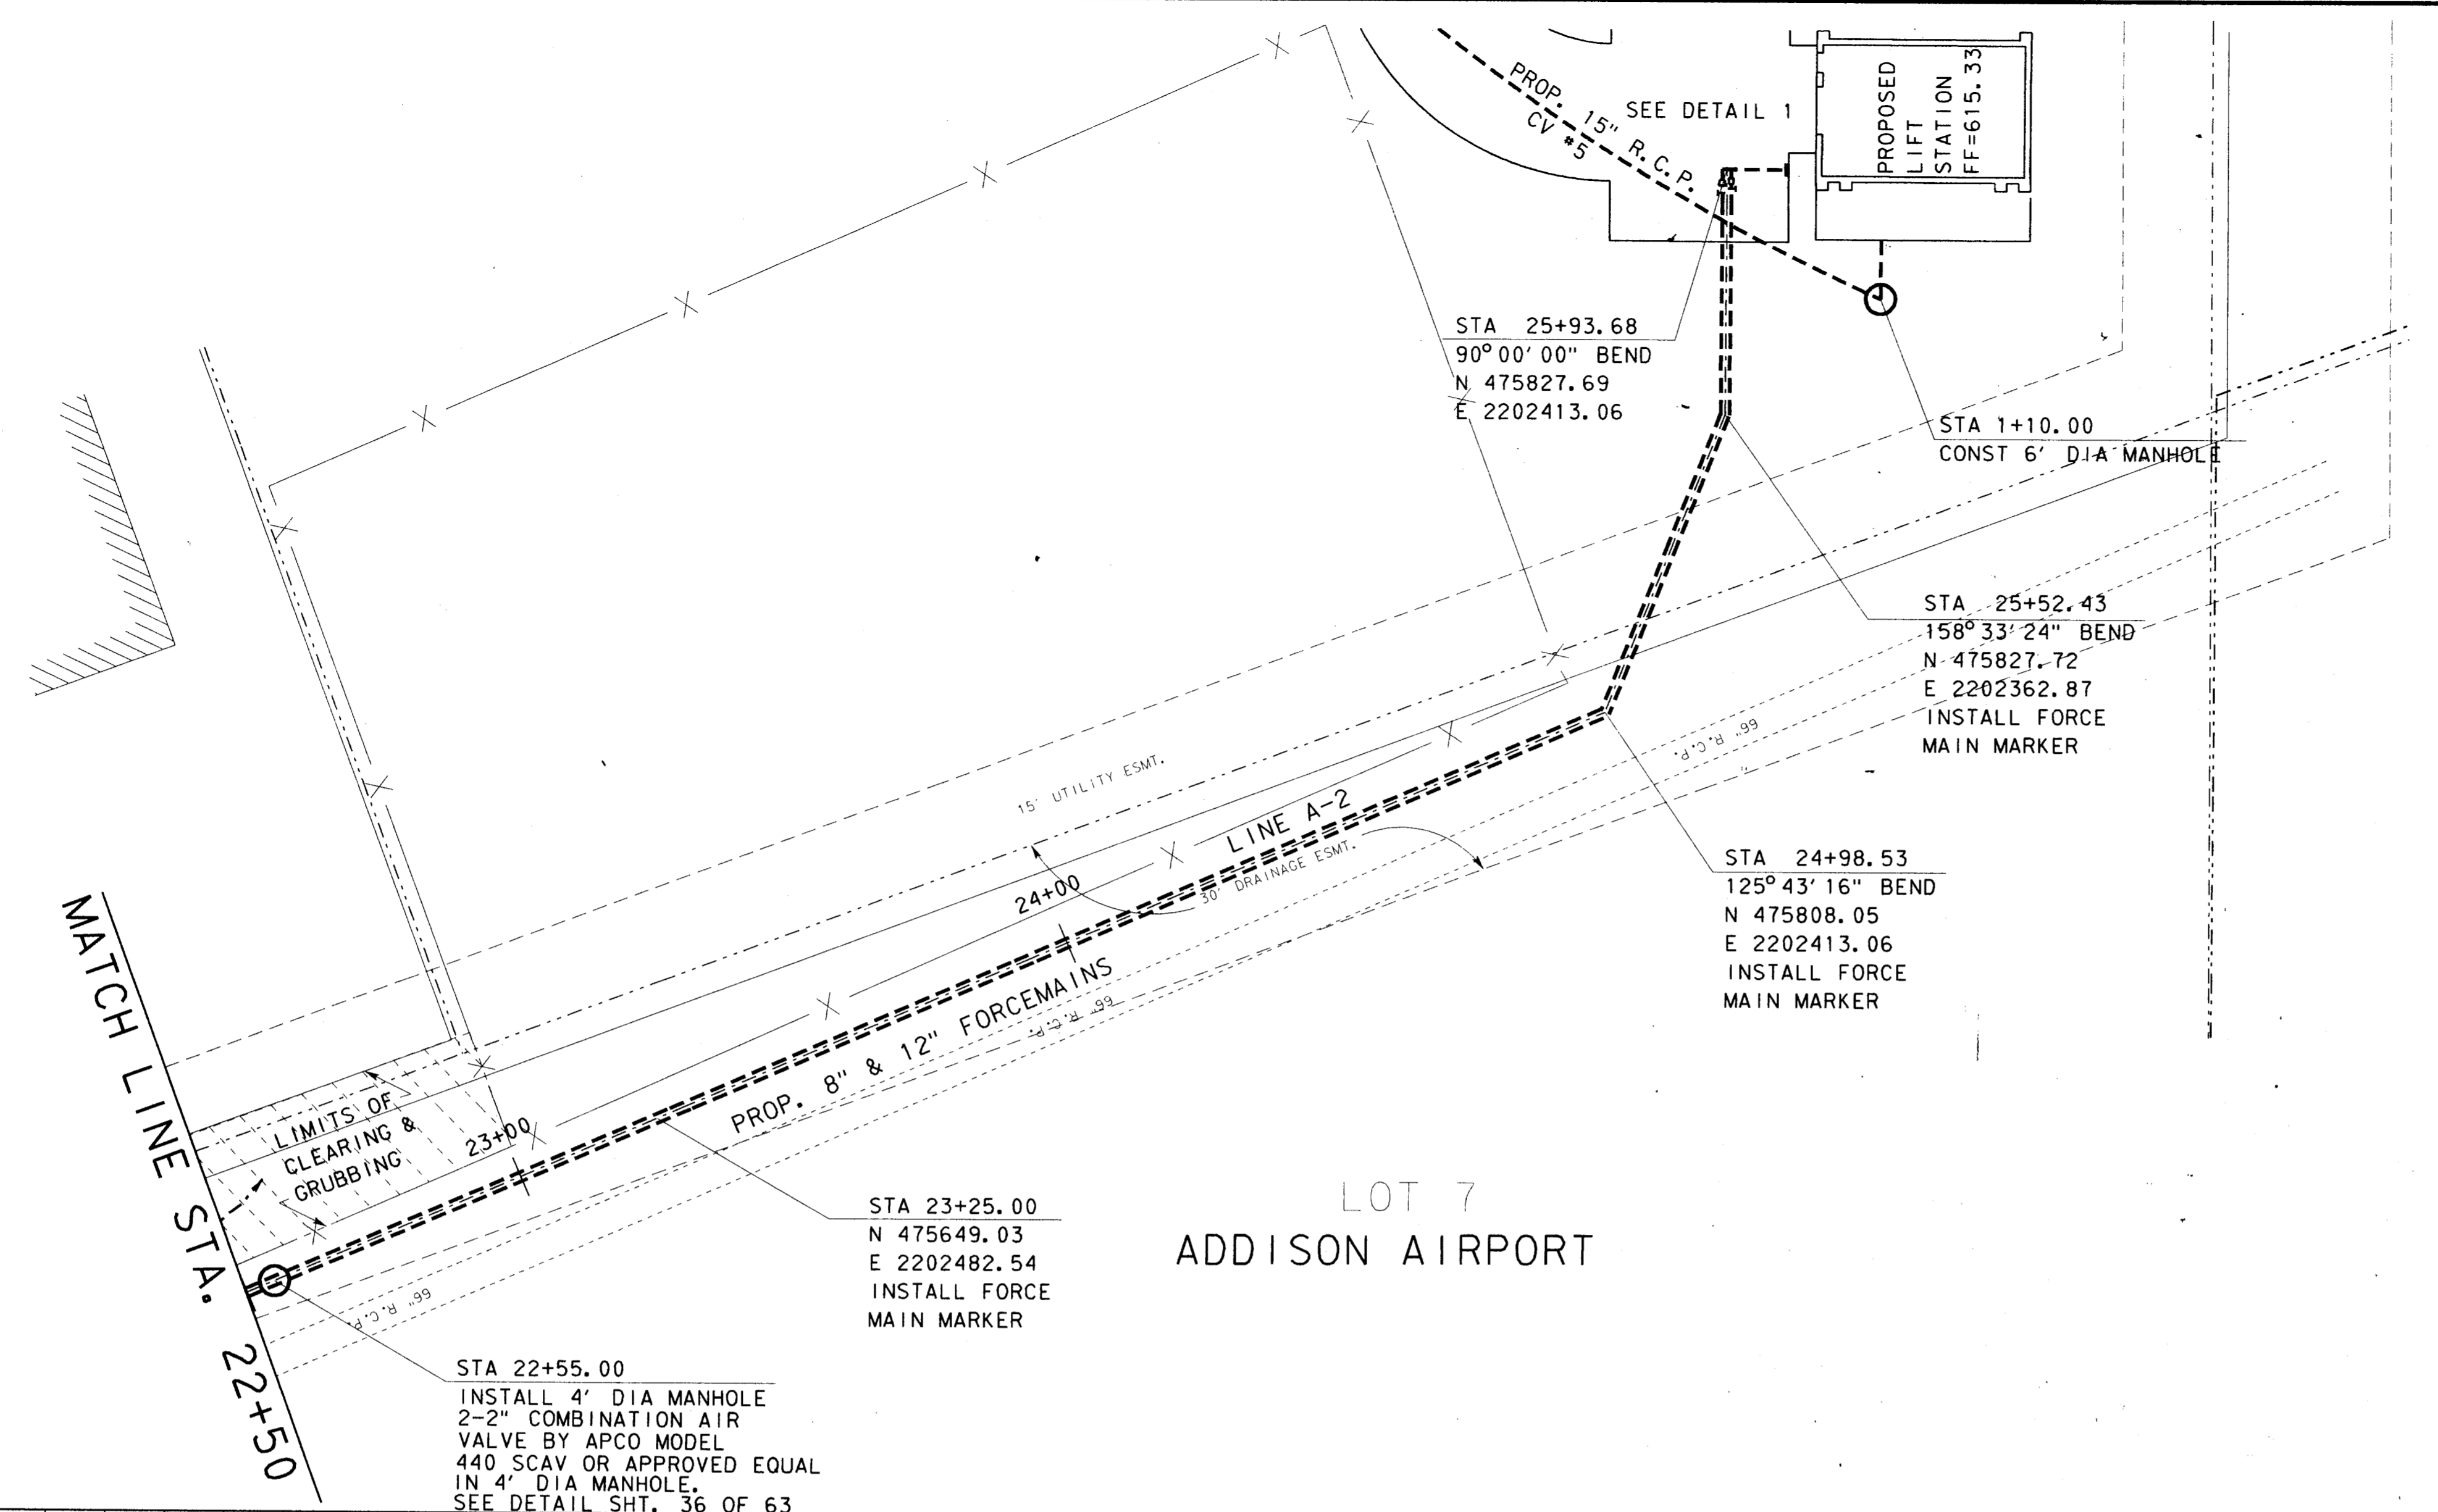 PROP. 15" R.C.P.
CV #5
SEE DETAIL 1
PROPOSED
LIFT
STATION
FF=615.33
STA 25+93.68
90°00'00" BEND
N 475827.69
E 2202413.06
STA 1+10.00
CONST 6' DIA MANHOLE
STA 25+52.43
158°33'24" BEND
N 475827.72
E 2202362.87
INSTALL FORCE
MAIN MARKER
66" R.C.P.
15' UTILITY ESMT.
LINE A-2
30' DRAINAGE ESMT.
24+00
STA 24+98.53
125°43'16" BEND
N 475808.05
E 2202413.06
INSTALL FORCE
MAIN MARKER
PROP. 8" & 12" FORCEMAINS
66" R.C.P.
MATCH LINE STA. 22+50
LIMITS OF
CLEARING &
GRUBBING
23+00
STA 23+25.00
N 475649.03
E 2202482.54
INSTALL FORCE
MAIN MARKER
LOT 7
ADDISON AIRPORT
66" R.C.P.
STA 22+55.00
INSTALL 4' DIA MANHOLE
2-2" COMBINATION AIR
VALVE BY APCO MODEL
440 SCAV OR APPROVED EQUAL
IN 4' DIA MANHOLE.
SEE DETAIL SHT. 36 OF 63